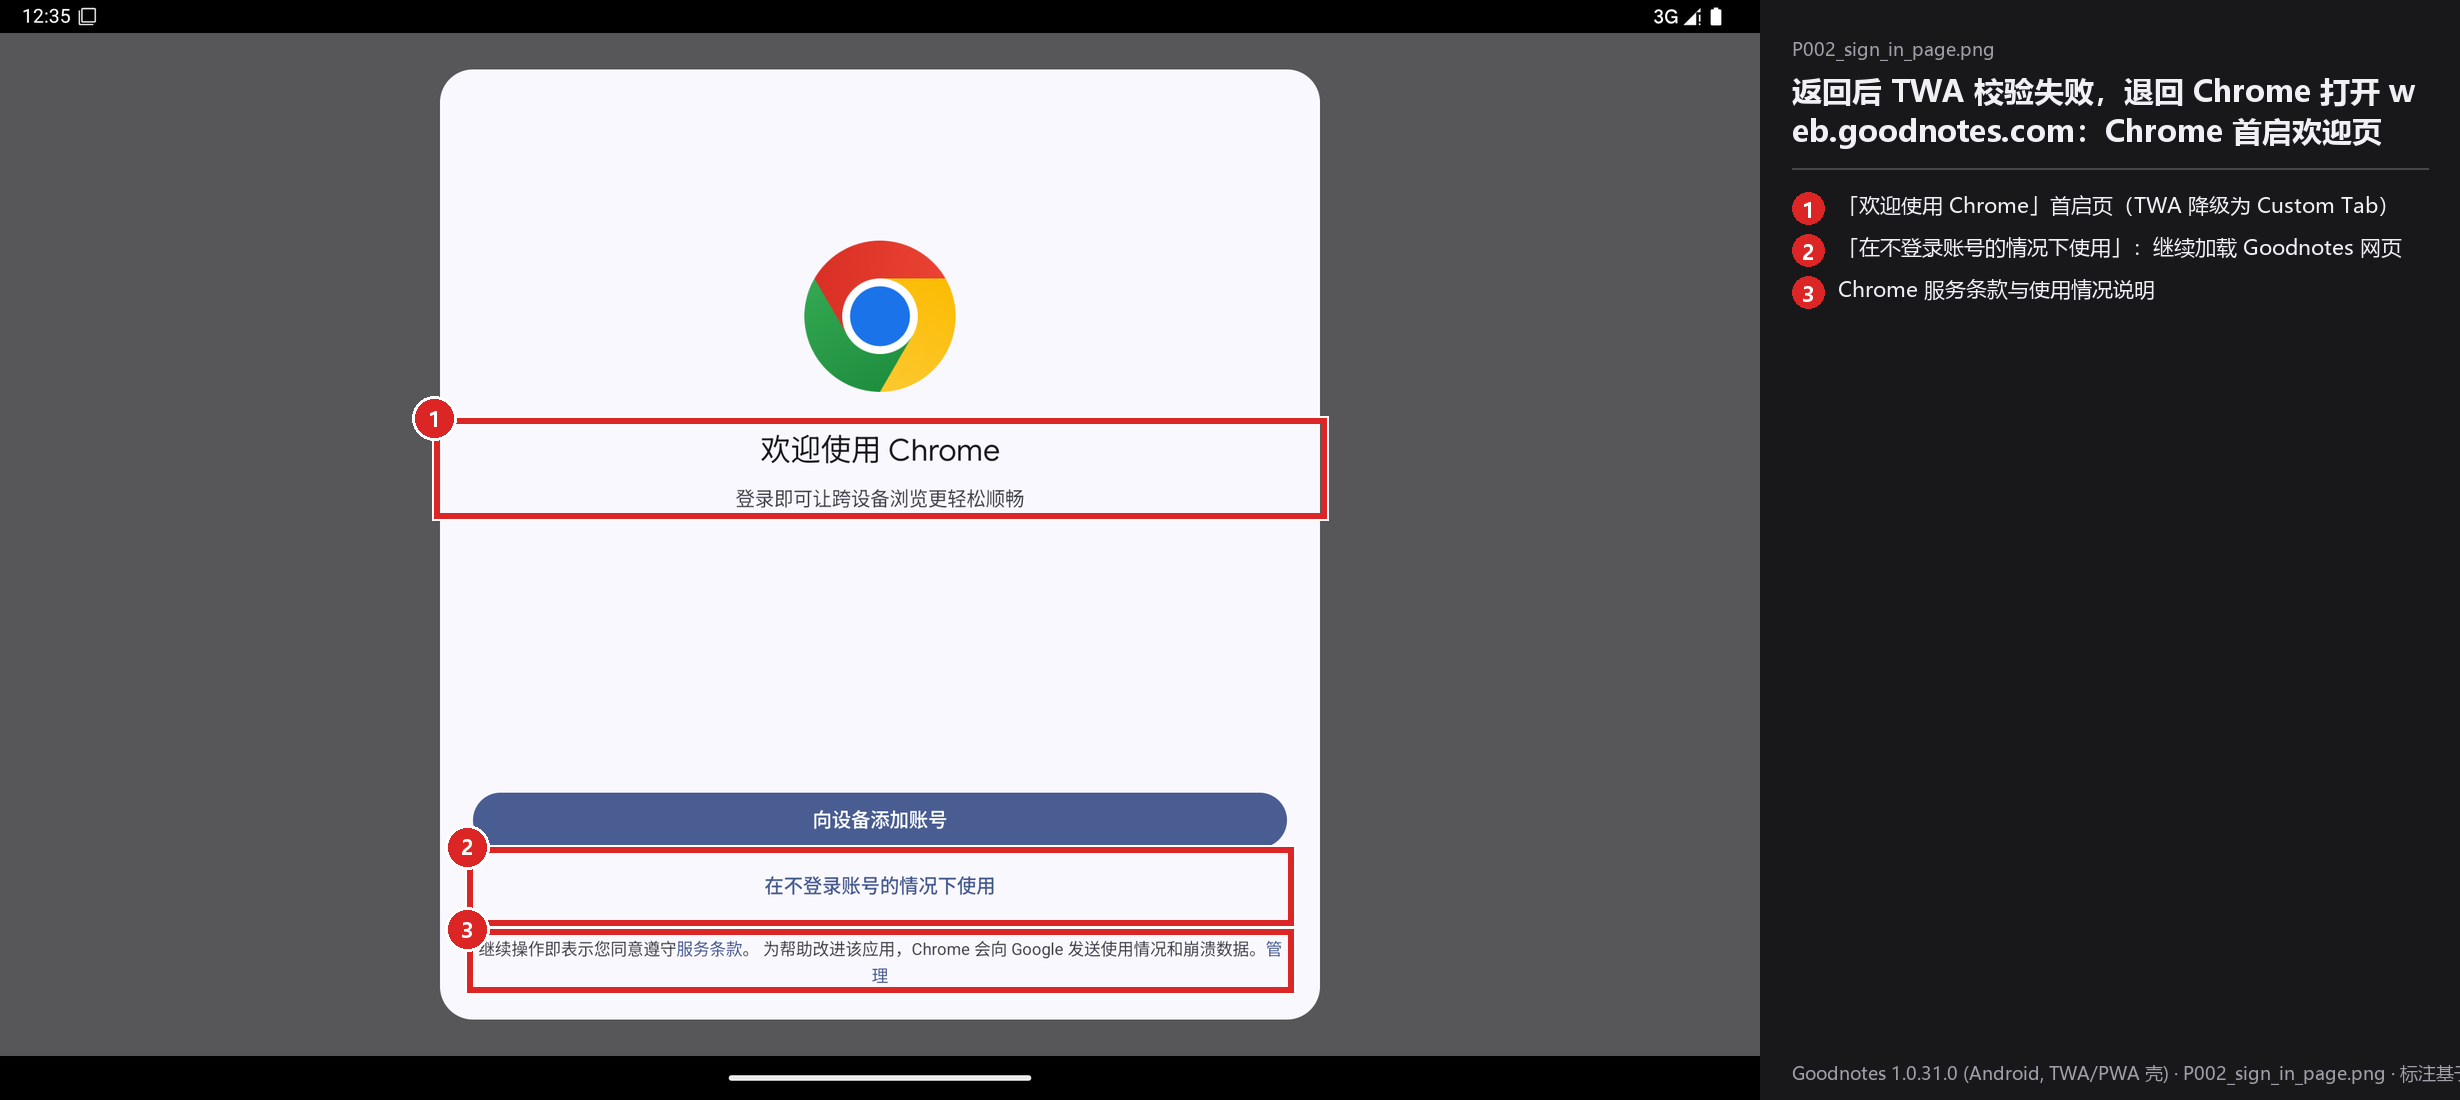 12:35
3G
欢迎使用 Chrome
登录即可让跨设备浏览更轻松顺畅
向设备添加账号
在不登录账号的情况下使用
继续操作即表示您同意遵守服务条款。 为帮助改进该应用，Chrome 会向 Google 发送使用情况和崩溃数据。管
理
1
2
3
P002_sign_in_page.png
返回后 TWA 校验失败，退回 Chrome 打开 w
eb.goodnotes.com：Chrome 首启欢迎页
1 「欢迎使用 Chrome」首启页（TWA 降级为 Custom Tab）
2 「在不登录账号的情况下使用」：继续加载 Goodnotes 网页
3 Chrome 服务条款与使用情况说明
Goodnotes 1.0.31.0 (Android, TWA/PWA 壳) · P002_sign_in_page.png · 标注基